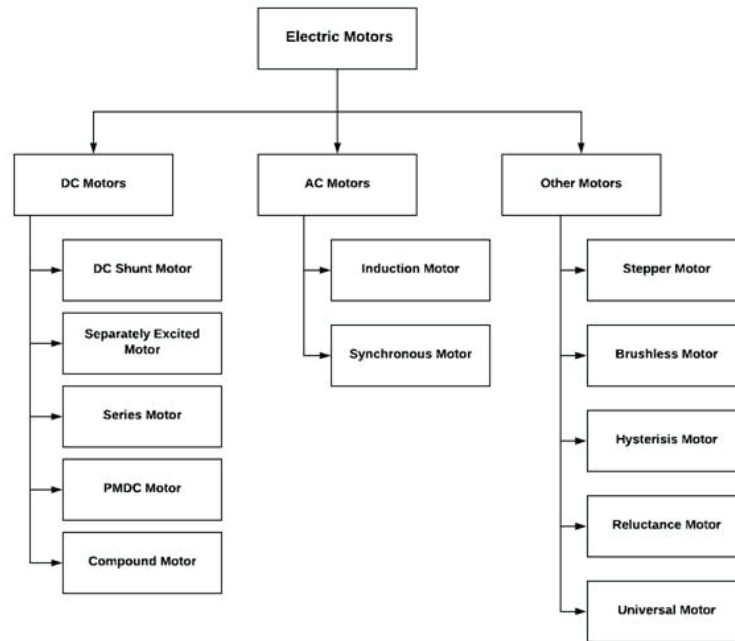 Electric Motors
DC Motors
AC Motors
Other Motors
DC Shunt Motor
Separately Excited
Motor
Series Motor
PMDC Motor
Compound Motor
Induction Motor
Synchronous Motor
Stepper Motor
Brushless Motor
Hysterisis Motor
Reluctance Motor
Universal Motor